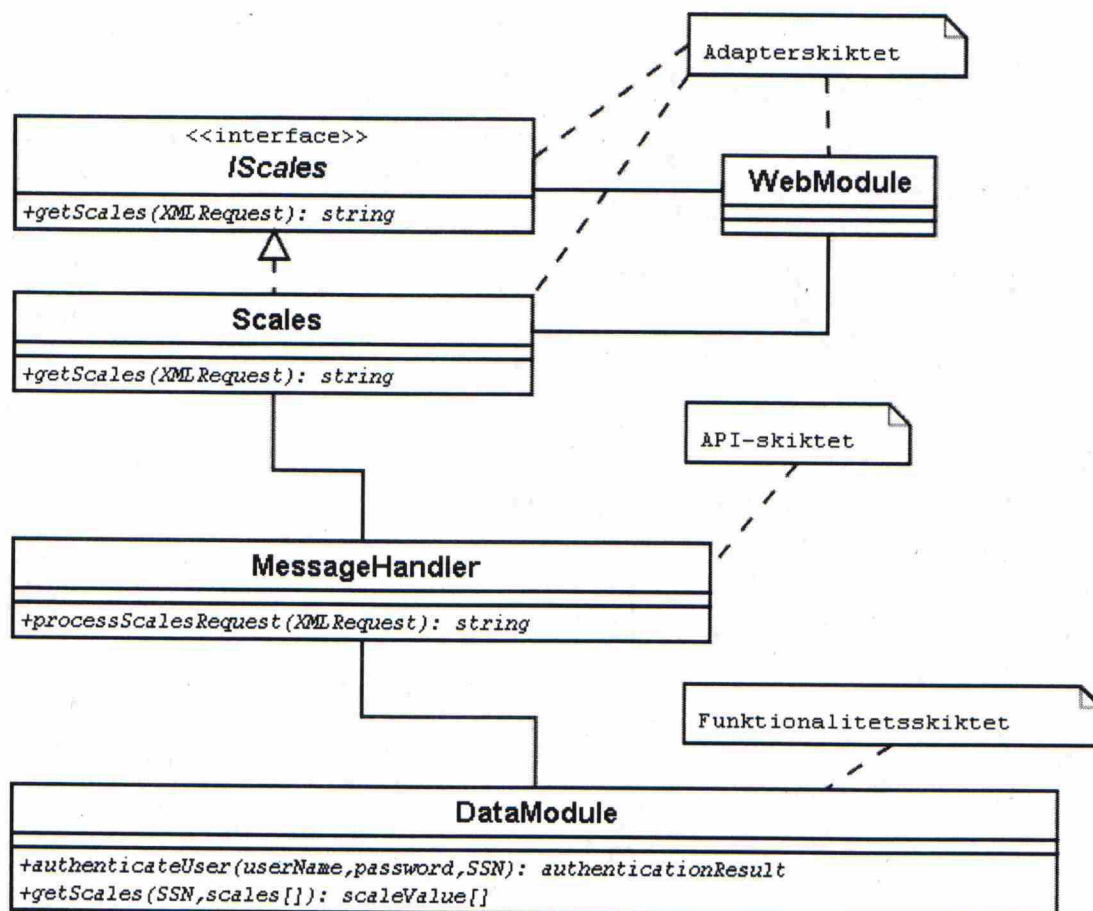 Adapterskiktet
<<interface>>
IScales
+getScales(XMLRequest): string
WebModule
Scales
+getScales(XMLRequest): string
API-skiktet
MessageHandler
+processScalesRequest(XMLRequest): string
Funktionalitetsskiktet
DataModule
+authenticateUser(userName,password,SSN): authenticationResult
+getScales(SSN,scales[]): scaleValue[]